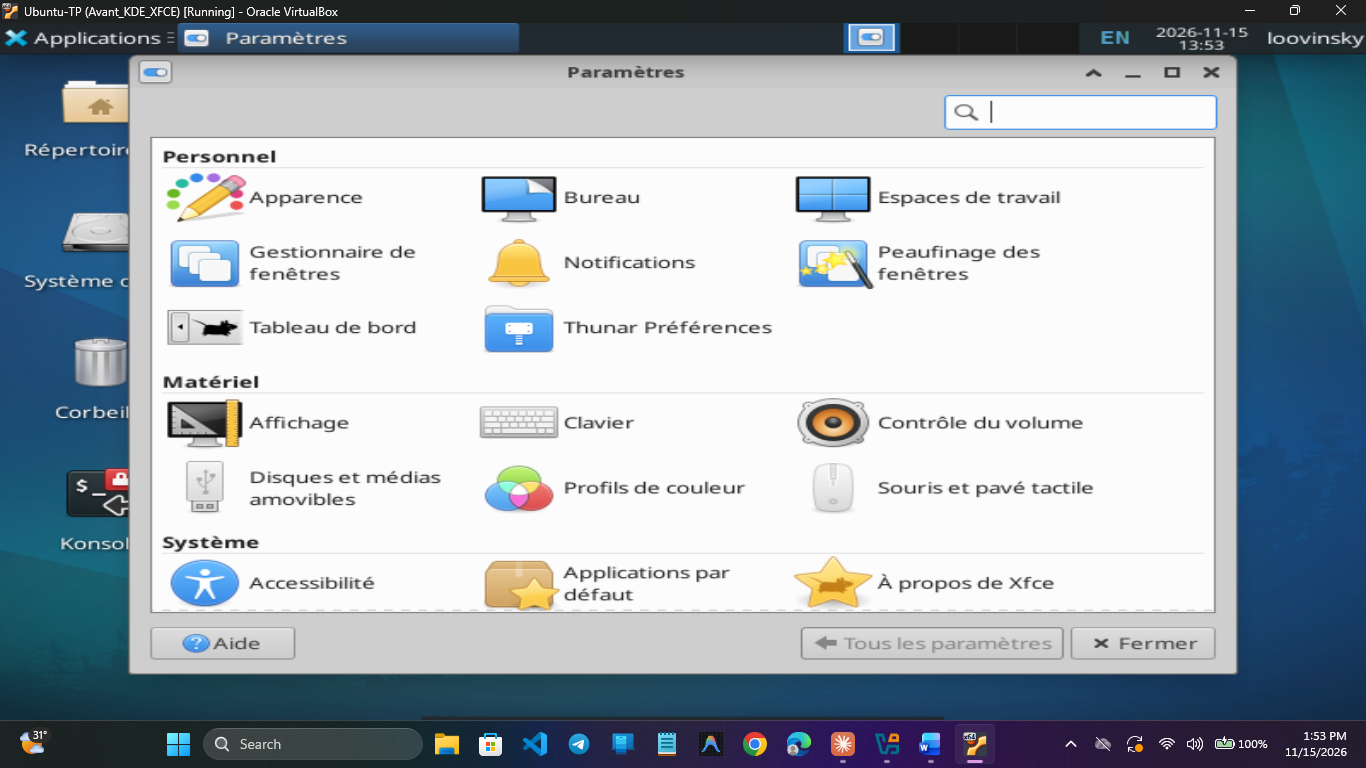 Ubuntu-TP (Avant_KDE_XFCE) [Running] - Oracle VirtualBox
Applications
Paramètres
EN
2026-11-15
13:53
loovinsky
Paramètres
Répertoire
Système
Corbeil
Konsol
$_
Personnel
Apparence
Bureau
Espaces de travail
Gestionnaire de
fenêtres
Notifications
Peaufinage des
fenêtres
Tableau de bord
Thunar Préférences
Matériel
Affichage
Clavier
Contrôle du volume
Disques et médias
amovibles
Profils de couleur
Souris et pavé tactile
Système
Accessibilité
Applications par
défaut
À propos de Xfce
? Aide
Tous les paramètres
Fermer
31°
Search
100%
1:53 PM
11/15/2026